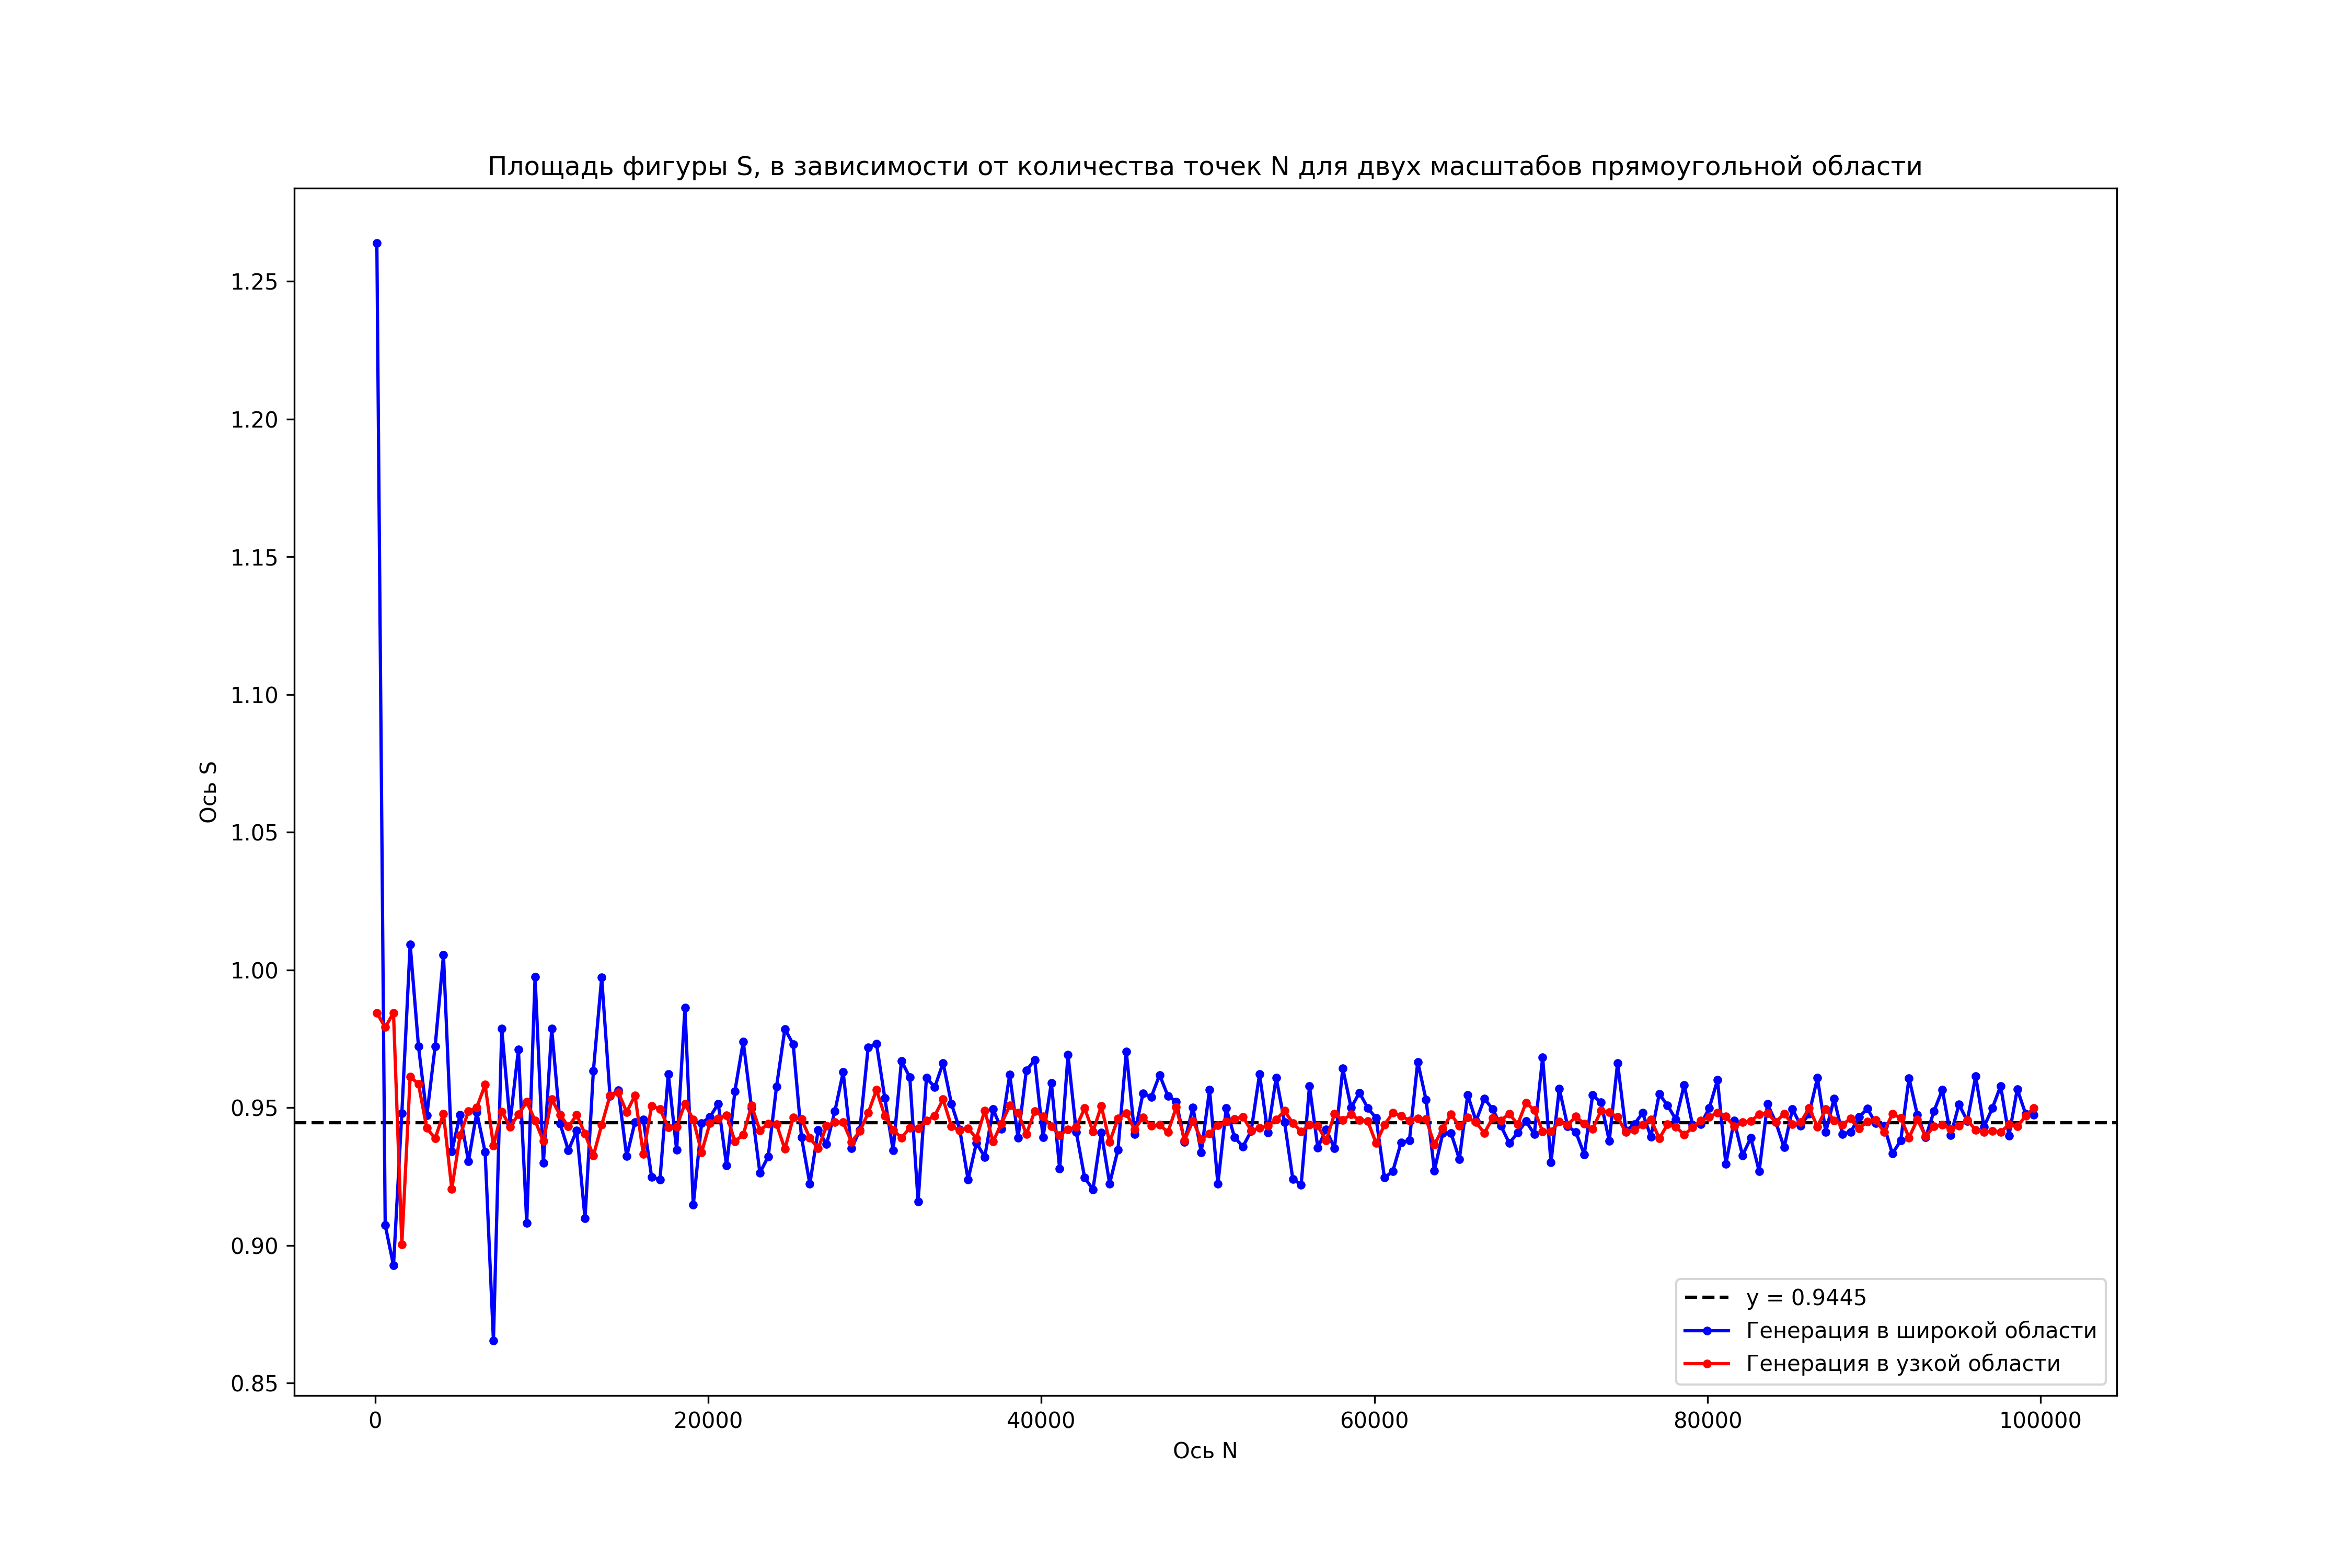 Площадь фигуры S, в зависимости от количества точек N для двух масштабов прямоугольной области
1.25
1.20
1.15
1.10
1.05
1.00
0.95
0.90
0.85
Ось S
0 20000 40000 60000 80000 100000
Ось N
y = 0.9445
Генерация в широкой области
Генерация в узкой области